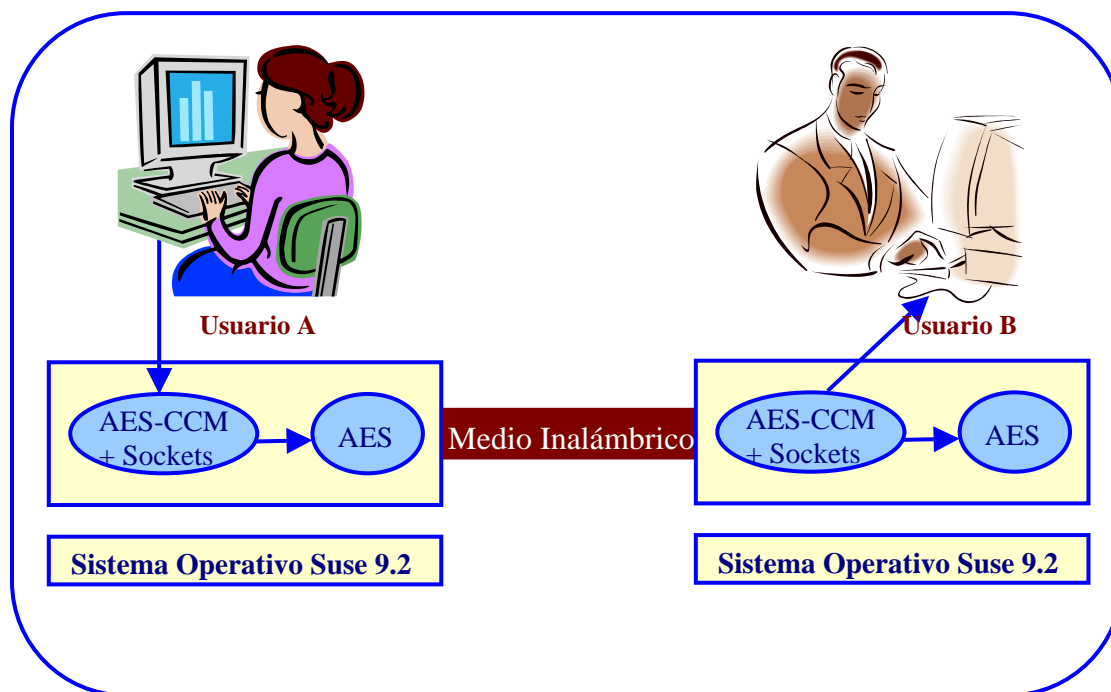 Usuario A
Usuario B
AES-CCM
+ Sockets
AES
Medio Inalámbrico
AES-CCM
+ Sockets
AES
Sistema Operativo Suse 9.2
Sistema Operativo Suse 9.2